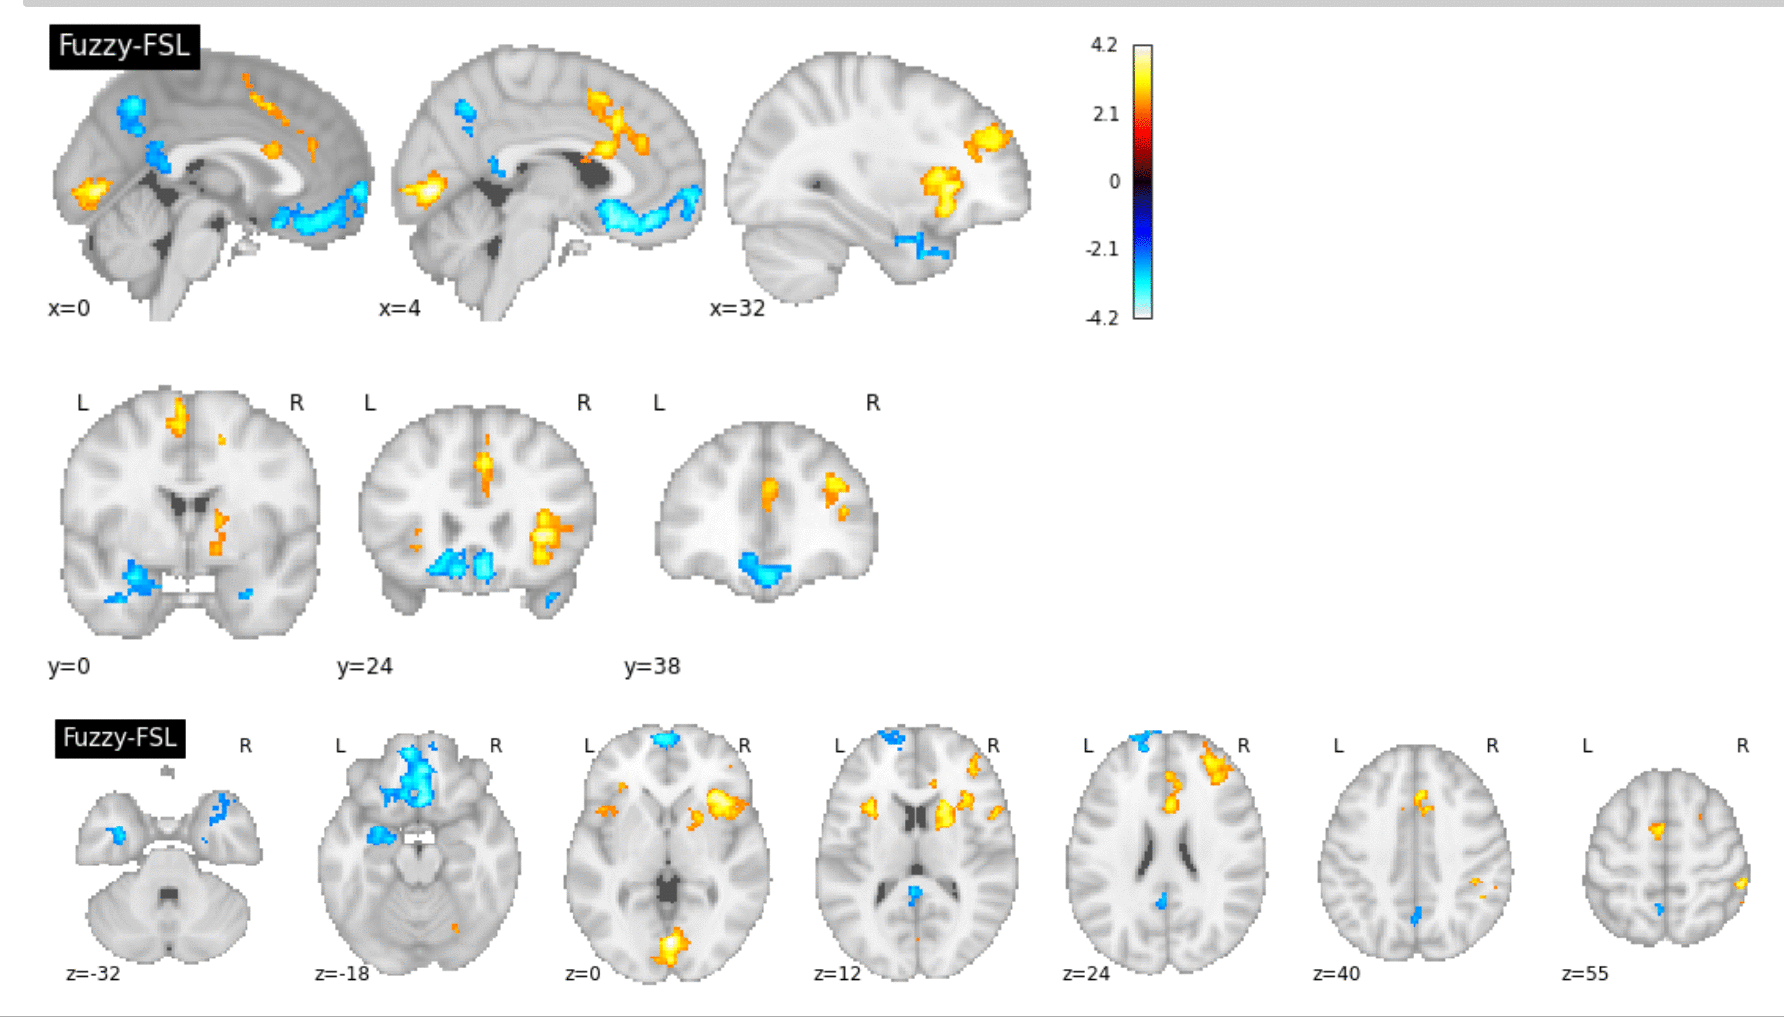 Fuzzy-FSL
4.2
2.1
0
-2.1
-4.2
x=0
x=4
x=32
L
R
L
R
L
R
y=0
y=24
y=38
Fuzzy-FSL
R
L
R
L
R
L
R
L
R
L
R
L
R
z=-32
z=-18
z=0
z=12
z=24
z=40
z=55